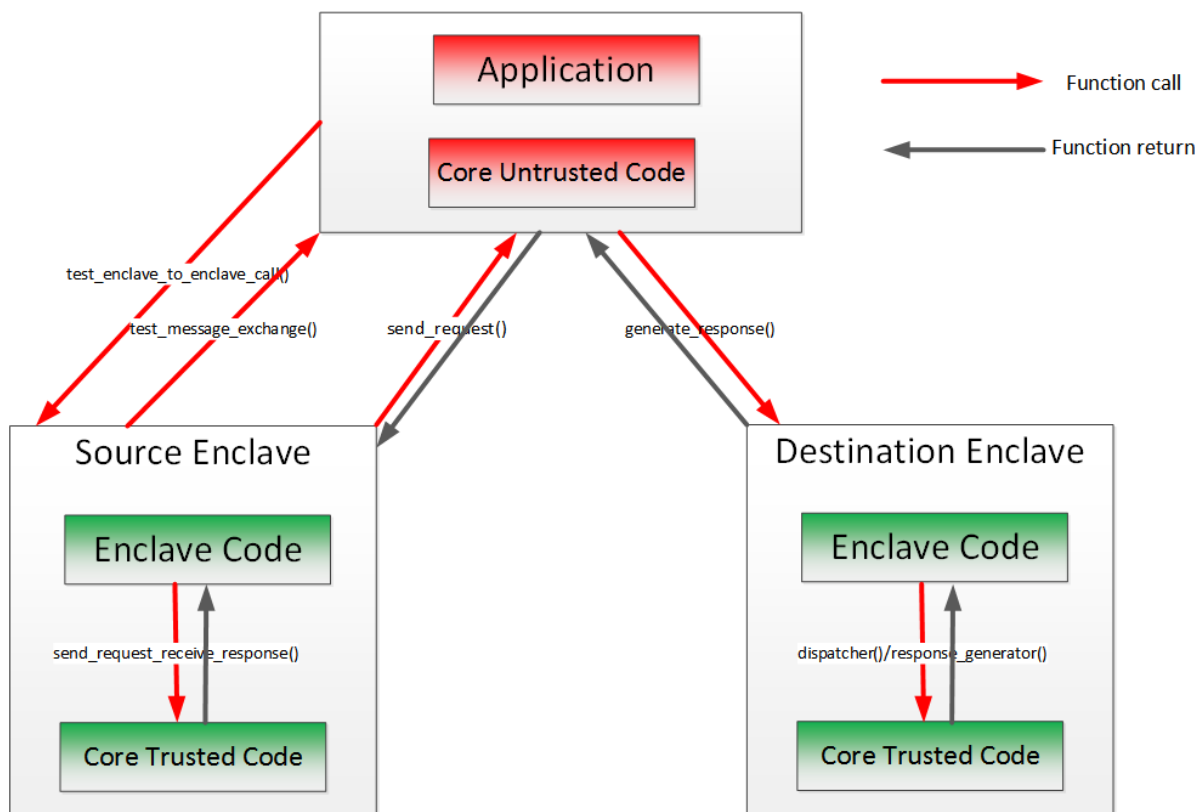 Application
Function call
Function return
Core Untrusted Code
test_enclave_to_enclave_call()
test_message_exchange()
send_request()
generate_response()
Source Enclave
Destination Enclave
Enclave Code
Enclave Code
send_request_receive_response()
dispatcher()/response_generator()
Core Trusted Code
Core Trusted Code